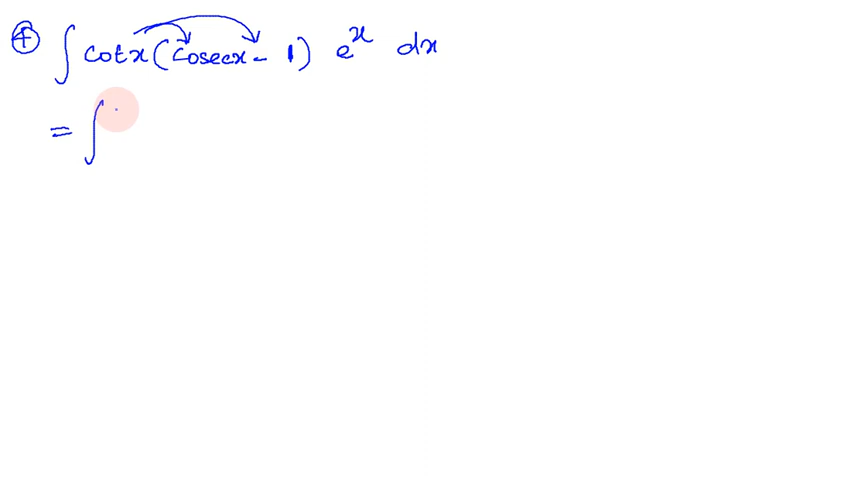 ④ ∫ cotx (cosecx - 1) e^x dx
= ∫